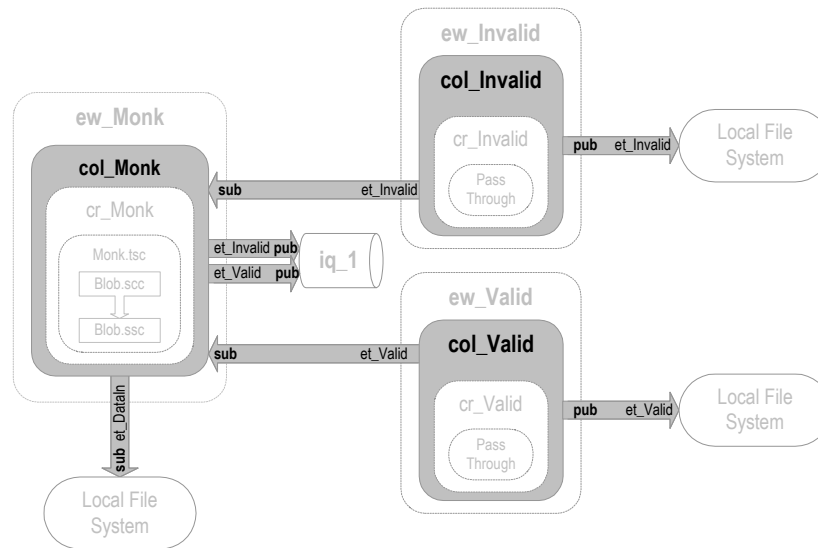 ew_Invalid
col_Invalid
cr_Invalid
Pass
Through
pub et_Invalid
Local File
System
ew_Monk
col_Monk
sub et_Invalid
cr_Monk
Monk.tsc
Blob.scc
Blob.ssc
et_Invalid pub
et_Valid pub
iq_1
ew_Valid
col_Valid
sub et_Valid
cr_Valid
Pass
Through
pub et_Valid
Local File
System
sub et_DataIn
Local File
System